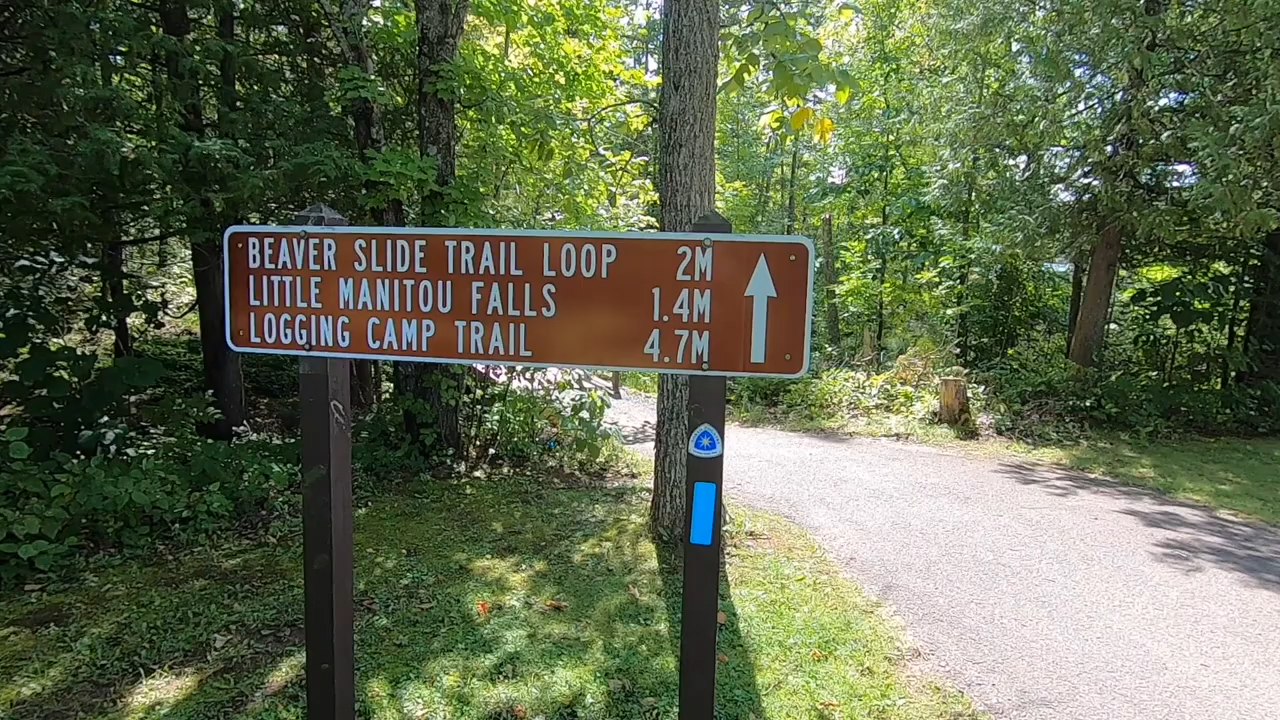 BEAVER SLIDE TRAIL LOOP 2M
LITTLE MANITOU FALLS 1.4M
LOGGING CAMP TRAIL 4.7M